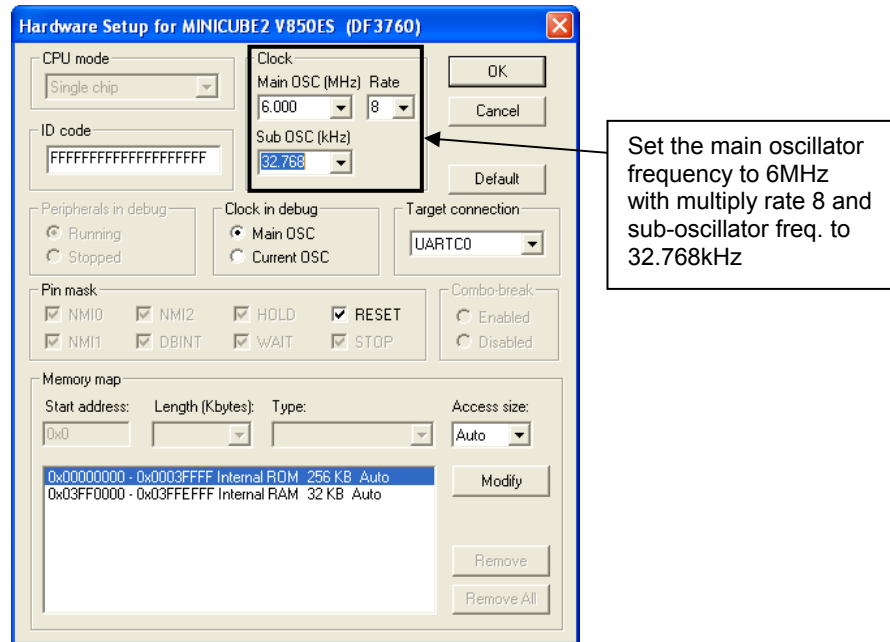 Hardware Setup for MINICUBE2 V850ES (DF3760)
CPU mode
Single chip
Clock
Main OSC (MHz) Rate
6.000 8
Sub OSC (kHz)
32.768
OK
Cancel
Default
ID code
FFFFFFFFFFFFFFFFFFFF
Set the main oscillator
frequency to 6MHz
with multiply rate 8 and
sub-oscillator freq. to
32.768kHz
Peripherals in debug
Running
Stopped
Clock in debug
Main OSC
Current OSC
Target connection
UARTC0
Pin mask
NMI0 NMI2 HOLD RESET
NMI1 DBINT WAIT STOP
Combo-break
Enabled
Disabled
Memory map
Start address: Length (Kbytes): Type: Access size:
0x0 Auto
0x00000000 - 0x0003FFFF Internal ROM 256 KB Auto
0x03FF0000 - 0x03FFEFFF Internal RAM 32 KB Auto
Modify
Remove
Remove All